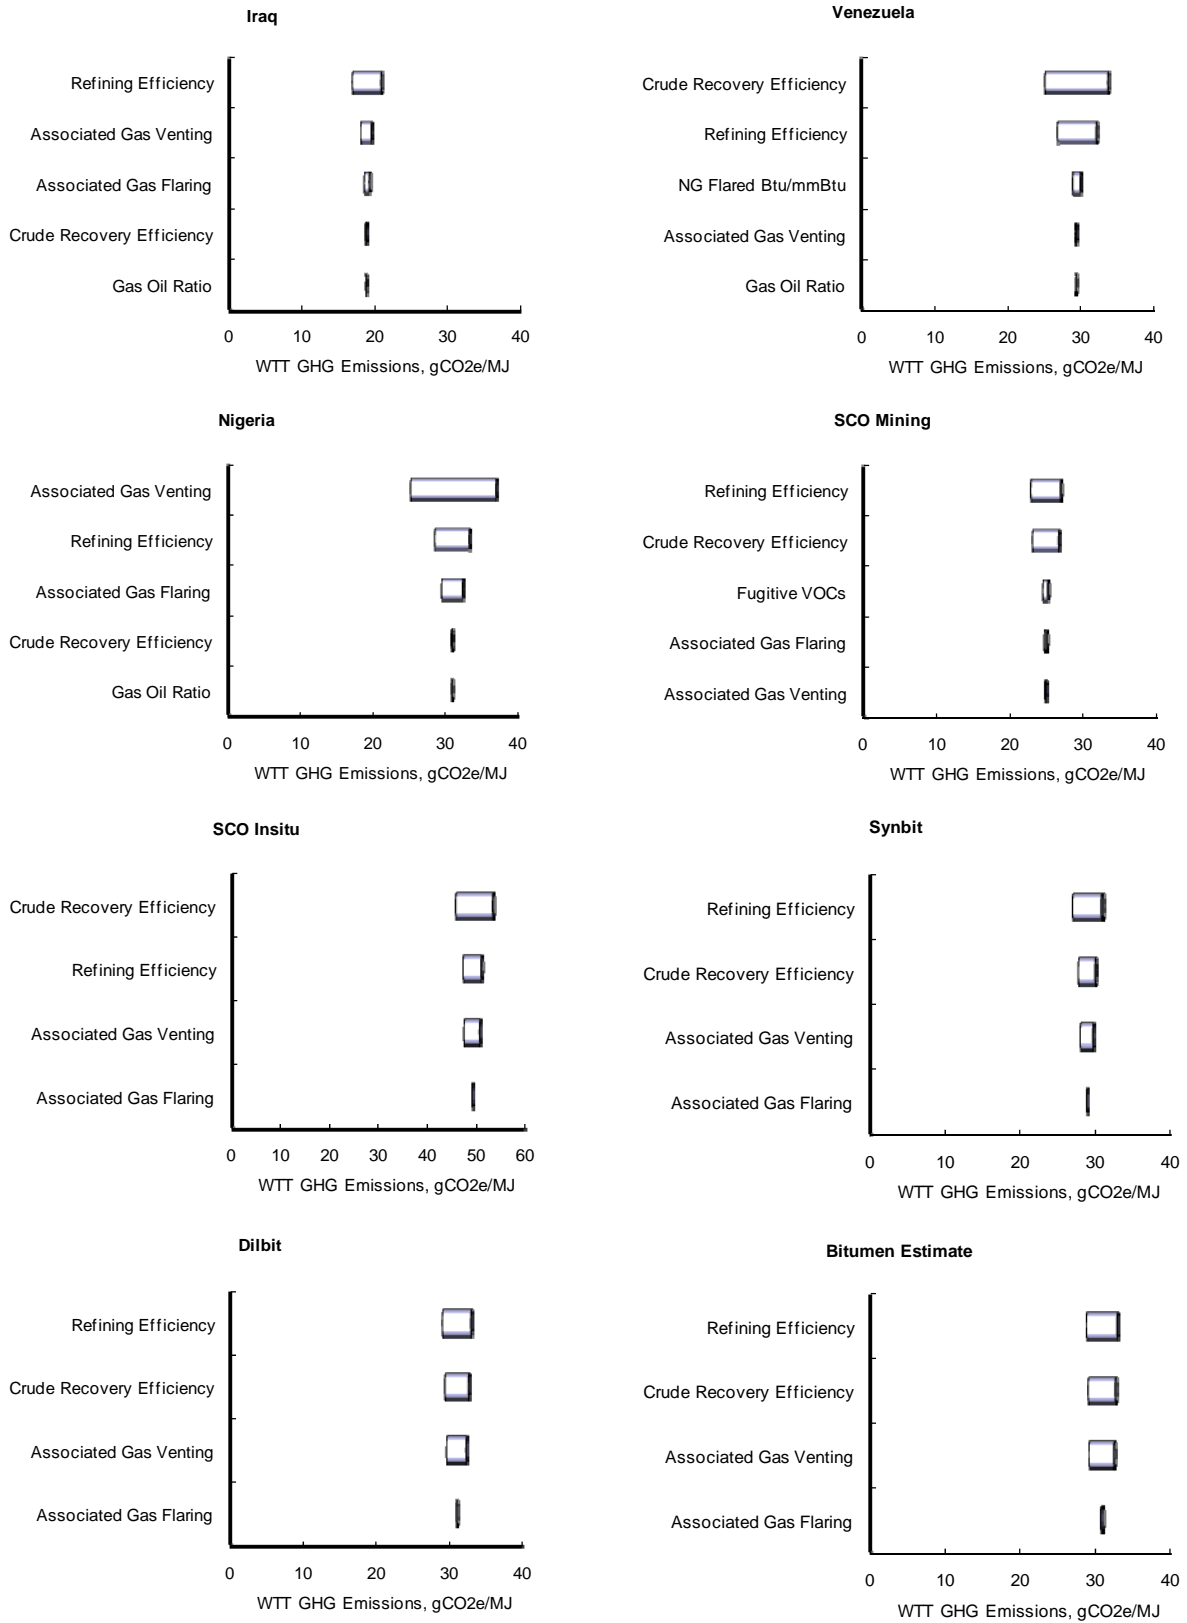 Iraq
Refining Efficiency
Associated Gas Venting
Associated Gas Flaring
Crude Recovery Efficiency
Gas Oil Ratio
0 10 20 30 40
WTT GHG Emissions, gCO2e/MJ
Venezuela
Crude Recovery Efficiency
Refining Efficiency
NG Flared Btu/mmBtu
Associated Gas Venting
Gas Oil Ratio
0 10 20 30 40
WTT GHG Emissions, gCO2e/MJ
Nigeria
Associated Gas Venting
Refining Efficiency
Associated Gas Flaring
Crude Recovery Efficiency
Gas Oil Ratio
0 10 20 30 40
WTT GHG Emissions, gCO2e/MJ
SCO Mining
Refining Efficiency
Crude Recovery Efficiency
Fugitive VOCs
Associated Gas Flaring
Associated Gas Venting
0 10 20 30 40
WTT GHG Emissions, gCO2e/MJ
SCO Insitu
Crude Recovery Efficiency
Refining Efficiency
Associated Gas Venting
Associated Gas Flaring
0 10 20 30 40 50 60
WTT GHG Emissions, gCO2e/MJ
Synbit
Refining Efficiency
Crude Recovery Efficiency
Associated Gas Venting
Associated Gas Flaring
0 10 20 30 40
WTT GHG Emissions, gCO2e/MJ
Dilbit
Refining Efficiency
Crude Recovery Efficiency
Associated Gas Venting
Associated Gas Flaring
0 10 20 30 40
WTT GHG Emissions, gCO2e/MJ
Bitumen Estimate
Refining Efficiency
Crude Recovery Efficiency
Associated Gas Venting
Associated Gas Flaring
0 10 20 30 40
WTT GHG Emissions, gCO2e/MJ